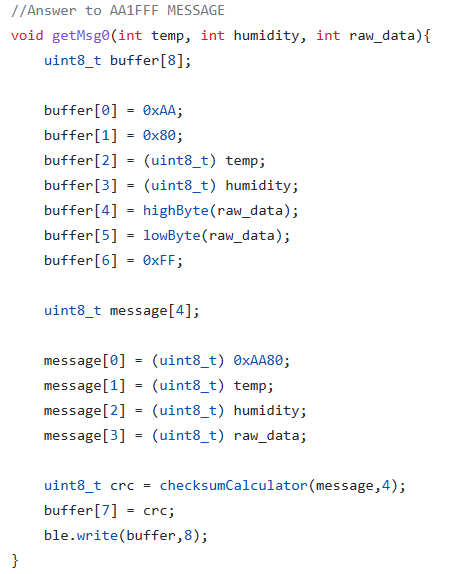 //Answer to AA1FFF MESSAGE
void getMsg0(int temp, int humidity, int raw_data){
    uint8_t buffer[8];

    buffer[0] = 0xAA;
    buffer[1] = 0x80;
    buffer[2] = (uint8_t) temp;
    buffer[3] = (uint8_t) humidity;
    buffer[4] = highByte(raw_data);
    buffer[5] = lowByte(raw_data);
    buffer[6] = 0xFF;

    uint8_t message[4];

    message[0] = (uint8_t) 0xAA80;
    message[1] = (uint8_t) temp;
    message[2] = (uint8_t) humidity;
    message[3] = (uint8_t) raw_data;

    uint8_t crc = checksumCalculator(message,4);
    buffer[7] = crc;
    ble.write(buffer,8);
}